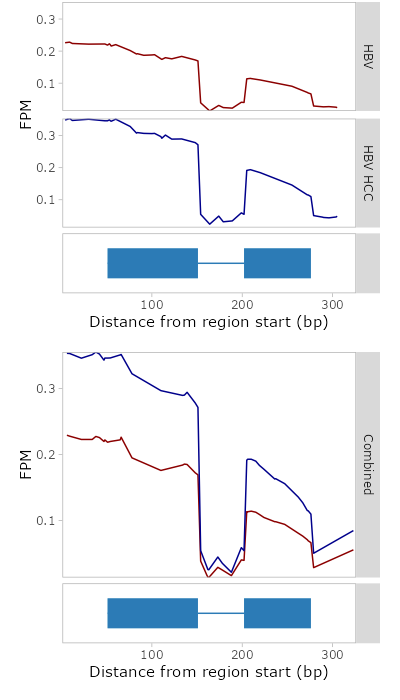 0.3
0.2
0.1
HBV
FPM
0.3
0.2
0.1
HBV HCC
100
200
300
Distance from region start (bp)
0.3
0.2
0.1
FPM
Combined
100
200
300
Distance from region start (bp)